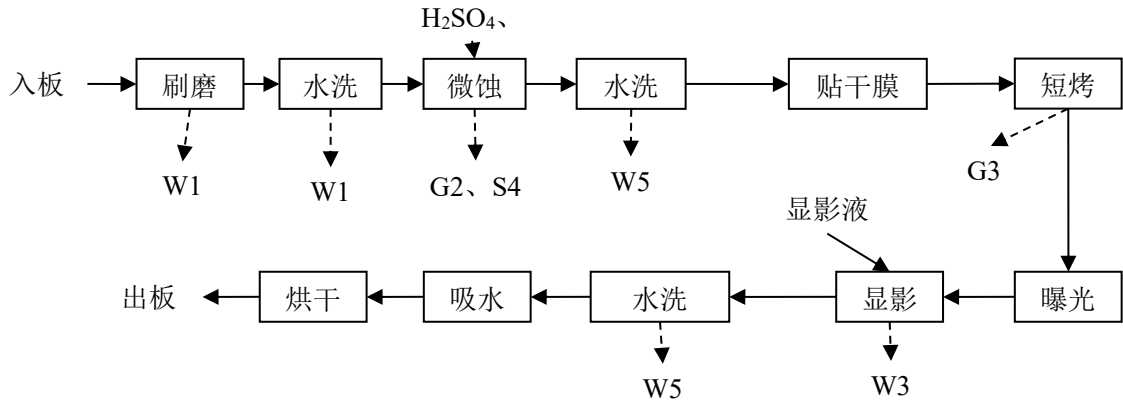 H₂SO₄、
入板 刷磨 水洗 微蚀 水洗 贴干膜 短烤
W1 W1 G2、S4 W5 G3
显影液
出板 烘干 吸水 水洗 显影 曝光
W5 W3